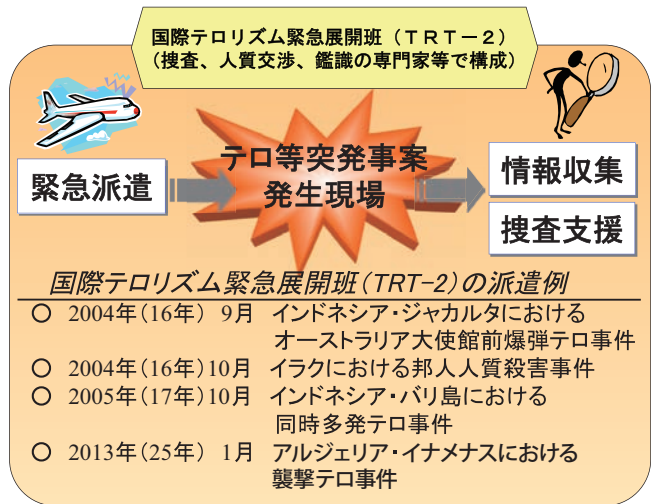 国際テロリズム緊急展開班（ＴＲＴ－２）
（捜査、人質交渉、鑑識の専門家等で構成）
緊急派遣
テロ等突発事案
発生現場
情報収集
捜査支援
国際テロリズム緊急展開班（TRT-2）の派遣例
○ 2004年（16年） 9月 インドネシア・ジャカルタにおける
オーストラリア大使館前爆弾テロ事件
○ 2004年（16年）10月 イラクにおける邦人人質殺害事件
○ 2005年（17年）10月 インドネシア・バリ島における
同時多発テロ事件
○ 2013年（25年） 1月 アルジェリア・イナメナスにおける
襲撃テロ事件